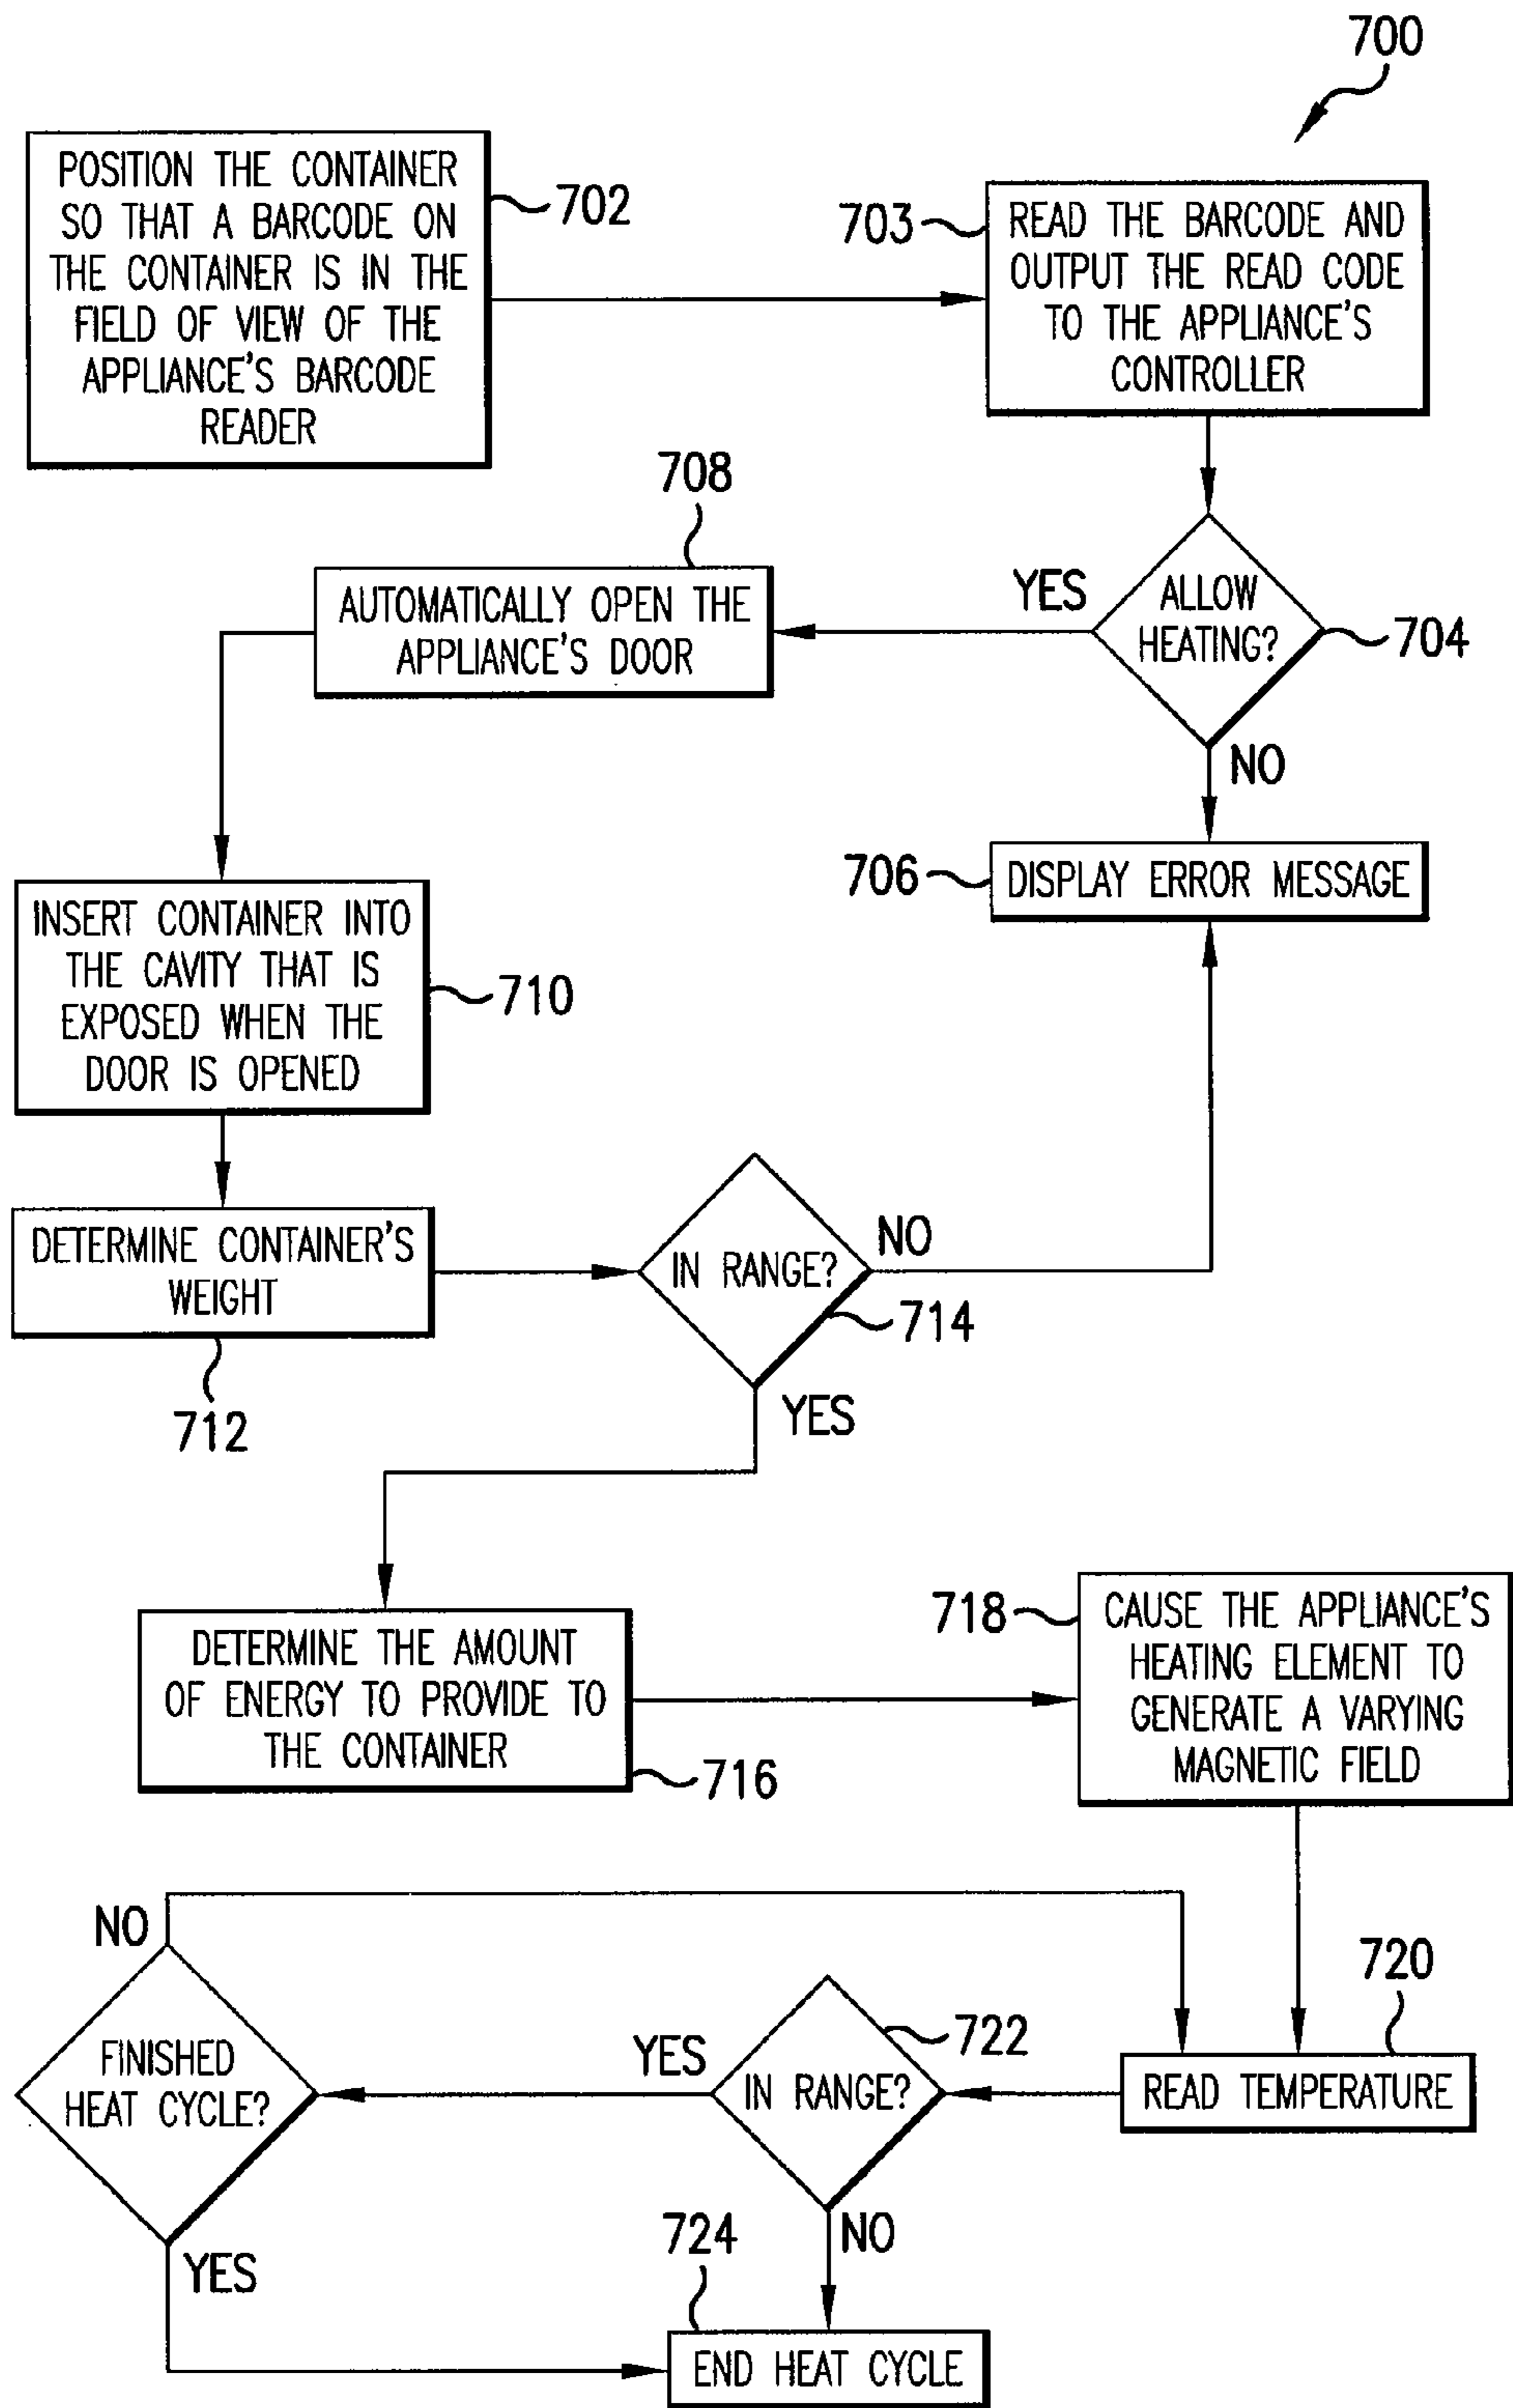 700
POSITION THE CONTAINER
SO THAT A BARCODE ON
THE CONTAINER IS IN THE
FIELD OF VIEW OF THE
APPLIANCE'S BARCODE
READER
702
703
READ THE BARCODE AND
OUTPUT THE READ CODE
TO THE APPLIANCE'S
CONTROLLER
708
AUTOMATICALLY OPEN THE
APPLIANCE'S DOOR
YES
ALLOW
HEATING?
704
NO
706
DISPLAY ERROR MESSAGE
INSERT CONTAINER INTO
THE CAVITY THAT IS
EXPOSED WHEN THE
DOOR IS OPENED
710
DETERMINE CONTAINER'S
WEIGHT
712
IN RANGE?
NO
714
YES
DETERMINE THE AMOUNT
OF ENERGY TO PROVIDE TO
THE CONTAINER
716
718
CAUSE THE APPLIANCE'S
HEATING ELEMENT TO
GENERATE A VARYING
MAGNETIC FIELD
720
READ TEMPERATURE
722
IN RANGE?
YES
NO
NO
FINISHED
HEAT CYCLE?
YES
724
END HEAT CYCLE